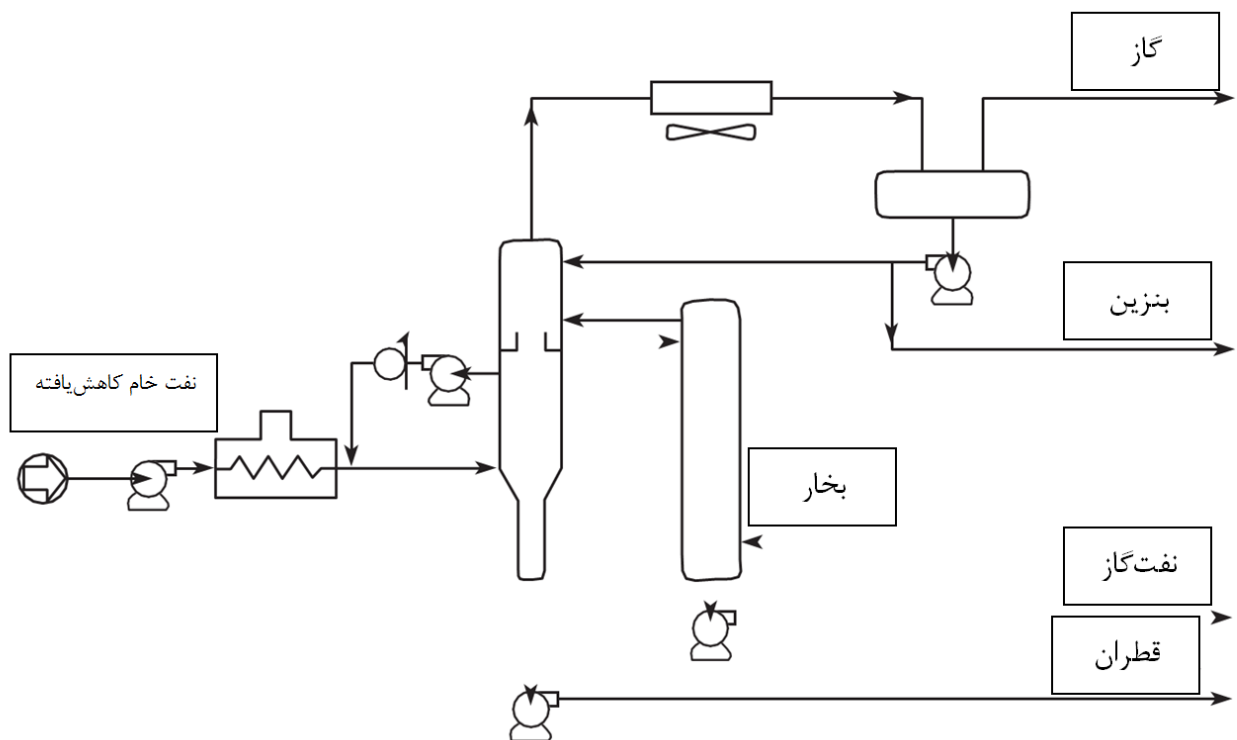 گاز
بنزین
نفت خام کاهش‌یافته
بخار
نفت‌گاز
قطران